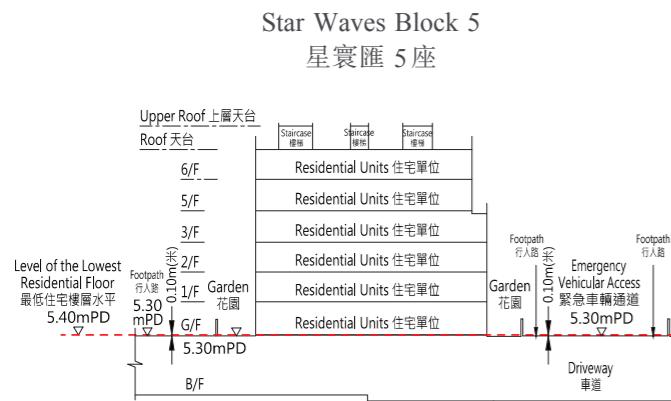 Star Waves Block 5
星寰匯 5 座
Upper Roof 上層天台
Roof 天台
Staircase
樓梯
Staircase
樓梯
Staircase
樓梯
6/F
Residential Units 住宅單位
5/F
Residential Units 住宅單位
3/F
Residential Units 住宅單位
2/F
Residential Units 住宅單位
1/F
Residential Units 住宅單位
G/F
Residential Units 住宅單位
Level of the Lowest
Residential Floor
最低住宅樓層水平
5.40mPD
Footpath
行人路
5.30
mPD
0.10m(米)
Garden
花園
5.30mPD
Garden
花園
Footpath
行人路
0.10m(米)
Emergency
Vehicular Access
緊急車輛通道
5.30mPD
Footpath
行人路
Driveway
車道
B/F